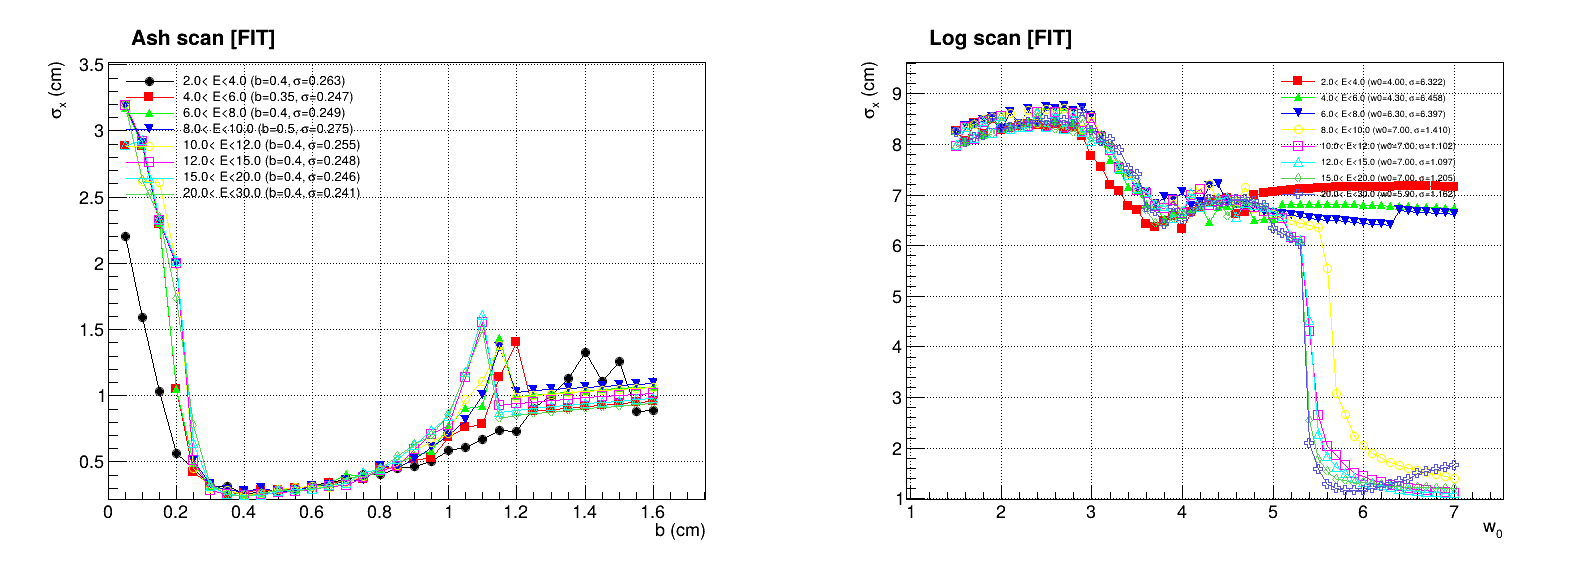 Ash scan [FIT]
σx (cm)
3.5
3
2.5
2
1.5
1
0.5
2.0< E<4.0 (b=0.4, σ=0.263)
4.0< E<6.0 (b=0.35, σ=0.247)
6.0< E<8.0 (b=0.4, σ=0.249)
8.0< E<10.0 (b=0.5, σ=0.275)
10.0< E<12.0 (b=0.4, σ=0.255)
12.0< E<15.0 (b=0.4, σ=0.248)
15.0< E<20.0 (b=0.4, σ=0.246)
20.0< E<30.0 (b=0.4, σ=0.241)
0 0.2 0.4 0.6 0.8 1 1.2 1.4 1.6
b (cm)
Log scan [FIT]
σx (cm)
9
8
7
6
5
4
3
2
1
2.0< E<4.0 (w0=4.00, σ=6.322)
4.0< E<6.0 (w0=4.30, σ=6.458)
6.0< E<8.0 (w0=6.30, σ=6.397)
8.0< E<10.0 (w0=7.00, σ=1.410)
10.0< E<12.0 (w0=7.00, σ=1.102)
12.0< E<15.0 (w0=7.00, σ=1.097)
15.0< E<20.0 (w0=7.00, σ=1.205)
20.0< E<30.0 (w0=5.90, σ=1.162)
1 2 3 4 5 6 7
w0